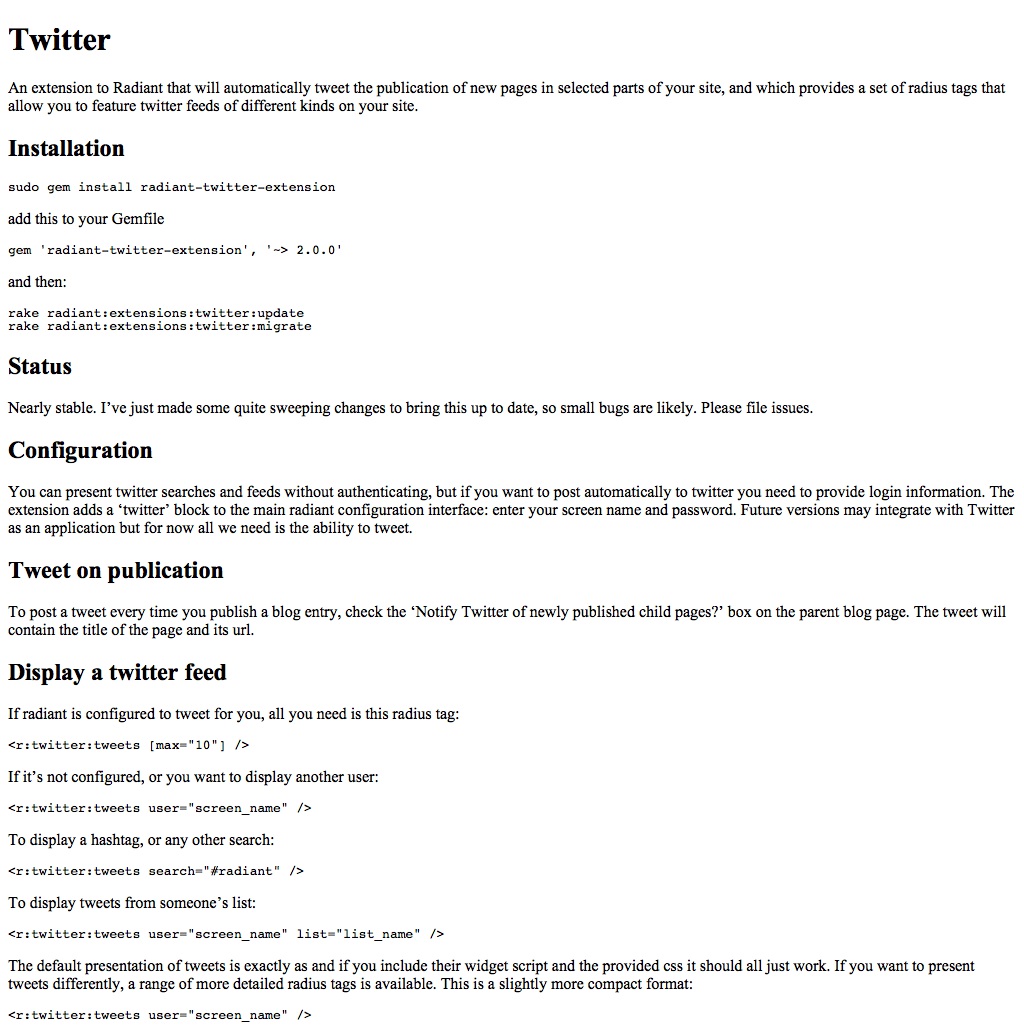 Twitter
An extension to Radiant that will automatically tweet the publication of new pages in selected parts of your site, and which provides a set of radius tags that
allow you to feature twitter feeds of different kinds on your site.
Installation
sudo gem install radiant-twitter-extension
add this to your Gemfile
gem 'radiant-twitter-extension', '~> 2.0.0'
and then:
rake radiant:extensions:twitter:update
rake radiant:extensions:twitter:migrate
Status
Nearly stable. I’ve just made some quite sweeping changes to bring this up to date, so small bugs are likely. Please file issues.
Configuration
You can present twitter searches and feeds without authenticating, but if you want to post automatically to twitter you need to provide login information. The
extension adds a ‘twitter’ block to the main radiant configuration interface: enter your screen name and password. Future versions may integrate with Twitter
as an application but for now all we need is the ability to tweet.
Tweet on publication
To post a tweet every time you publish a blog entry, check the ‘Notify Twitter of newly published child pages?’ box on the parent blog page. The tweet will
contain the title of the page and its url.
Display a twitter feed
If radiant is configured to tweet for you, all you need is this radius tag:
<r:twitter:tweets [max="10"] />
If it’s not configured, or you want to display another user:
<r:twitter:tweets user="screen_name" />
To display a hashtag, or any other search:
<r:twitter:tweets search="#radiant" />
To display tweets from someone’s list:
<r:twitter:tweets user="screen_name" list="list_name" />
The default presentation of tweets is exactly as and if you include their widget script and the provided css it should all just work. If you want to present
tweets differently, a range of more detailed radius tags is available. This is a slightly more compact format:
<r:twitter:tweets user="screen_name" />